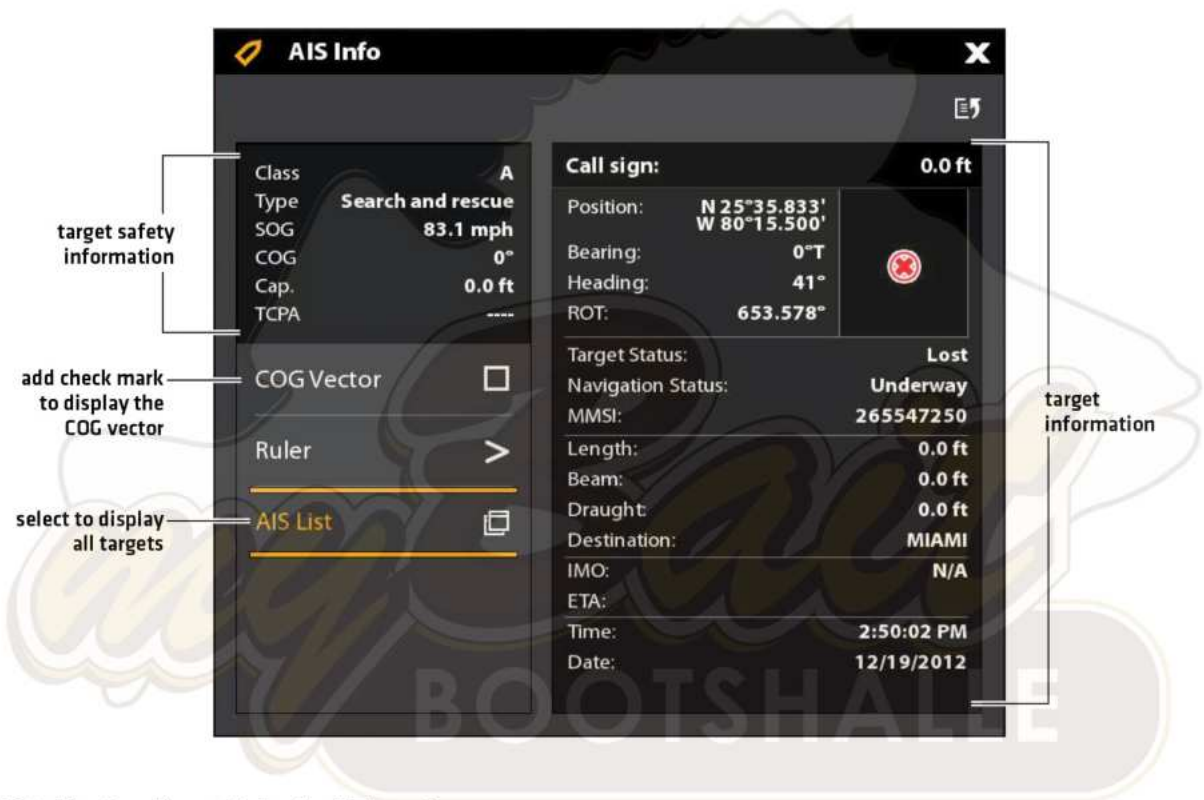 AIS Info
X
target safety
information
Class A
Type Search and rescue
SOG 83.1 mph
COG 0°
Cap. 0.0 ft
TCPA ----
add check mark
to display the
COG vector
COG Vector
Ruler >
select to display
all targets
AIS List
Call sign: 0.0 ft
Position: N 25°35.833'
W 80°15.500'
Bearing: 0°T
Heading: 41°
ROT: 653.578°
Target Status: Lost
Navigation Status: Underway
MMSI: 265547250
Length: 0.0 ft
Beam: 0.0 ft
Draught: 0.0 ft
Destination: MIAMI
IMO: N/A
ETA:
Time: 2:50:02 PM
Date: 12/19/2012
target
information
myBait
BOOTSHALLE